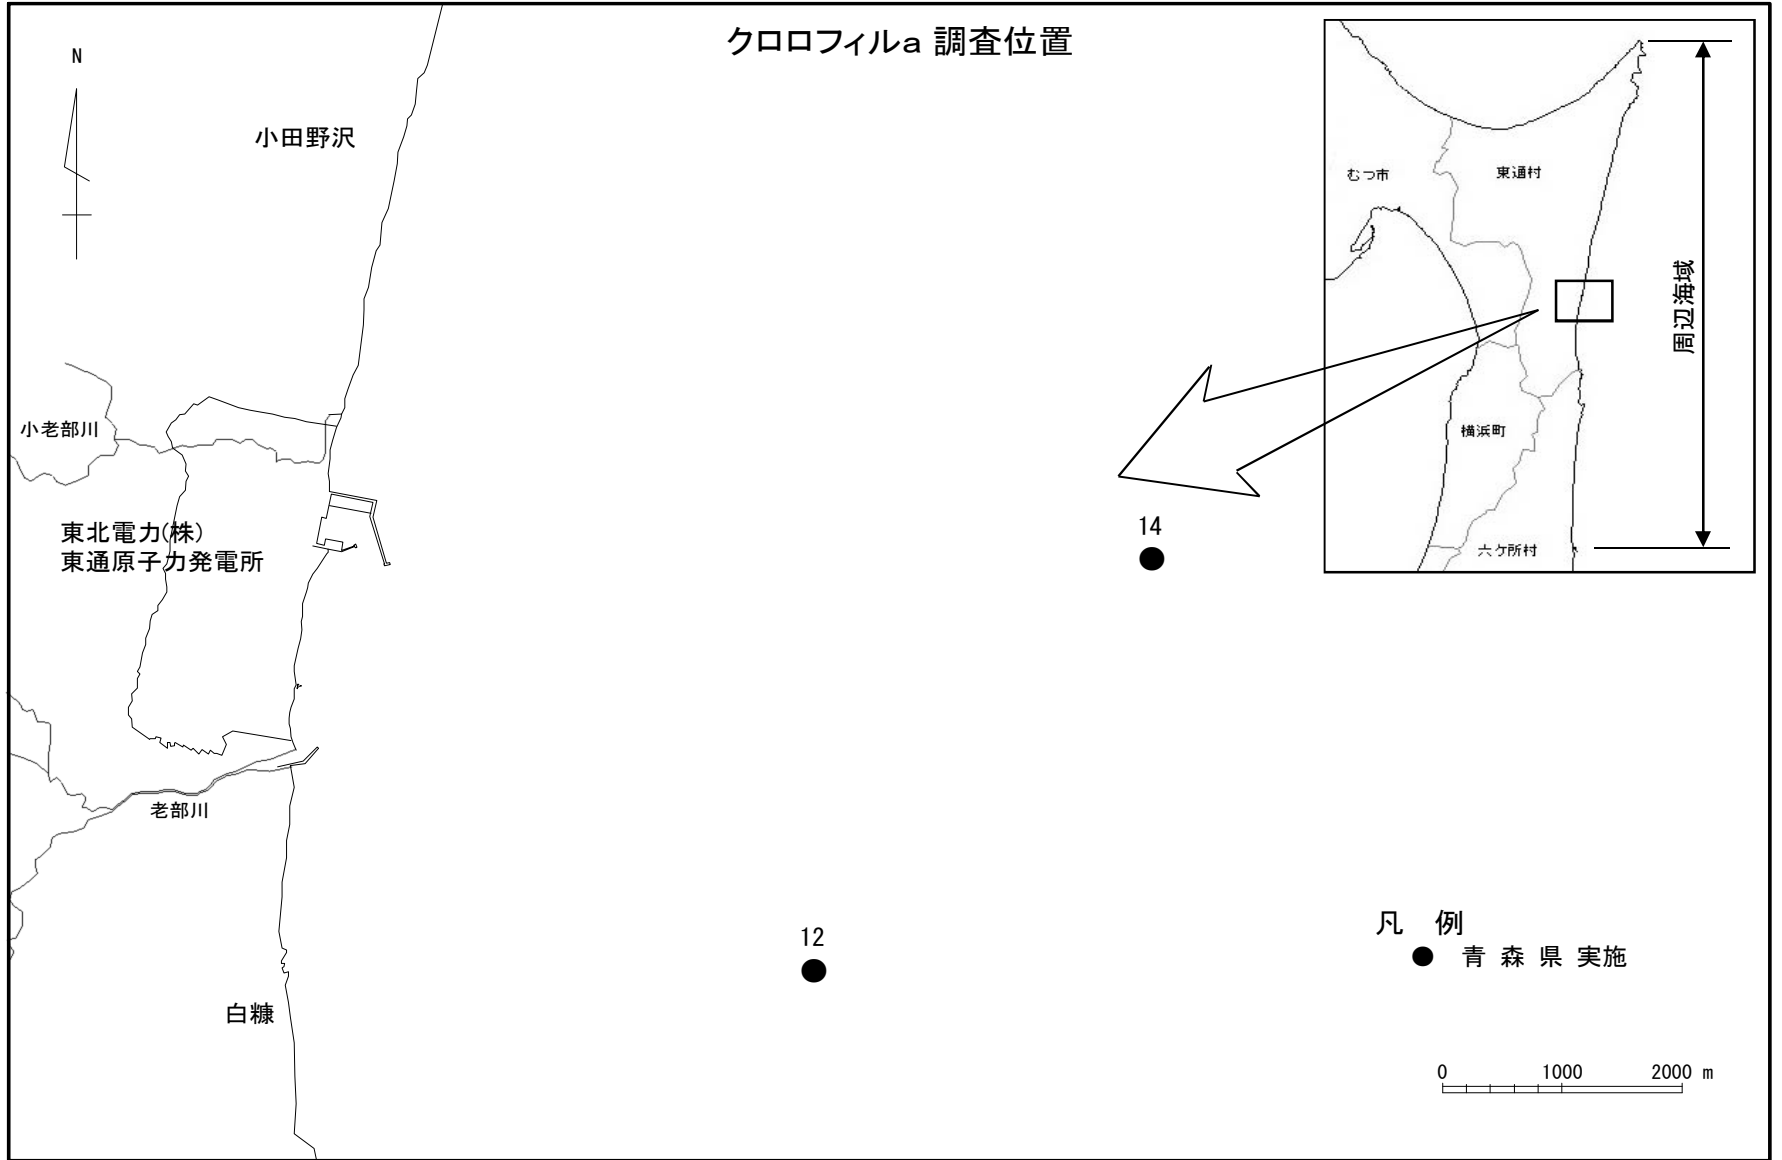 クロロフィルa 調査位置
N
小田野沢
むつ市
東通村
周辺海域
小老部川
横浜町
東北電力(株)
東通原子力発電所
14
六ケ所村
老部川
12
凡 例
● 青 森 県 実施
白糠
0 1000 2000 m